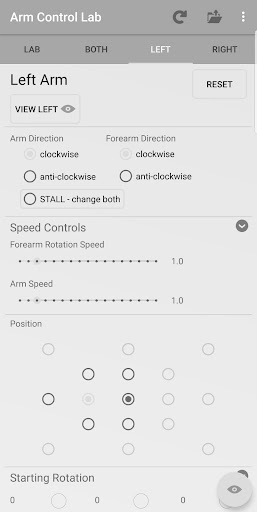 Arm Control Lab
LAB BOTH LEFT RIGHT
Left Arm
RESET
VIEW LEFT
Arm Direction Forearm Direction
clockwise clockwise
anti-clockwise anti-clockwise
STALL - change both
Speed Controls
Forearm Rotation Speed
1.0
Arm Speed
1.0
Position
Starting Rotation
0 0 0